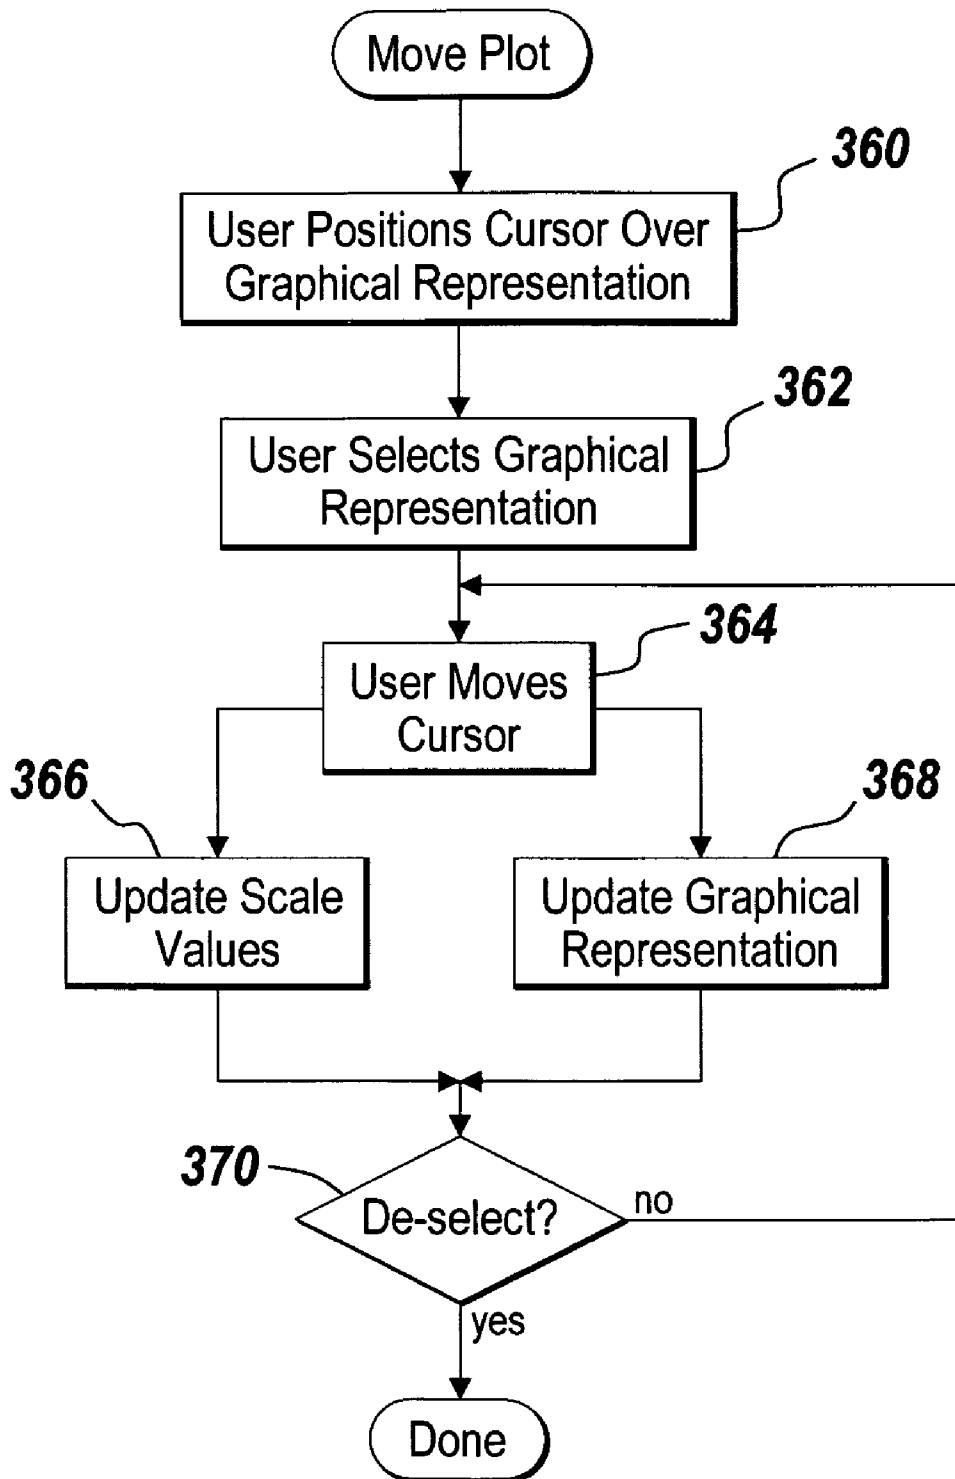 Move Plot
360
User Positions Cursor Over
Graphical Representation
362
User Selects Graphical
Representation
364
User Moves
Cursor
366
Update Scale
Values
368
Update Graphical
Representation
370
De-select?
no
yes
Done